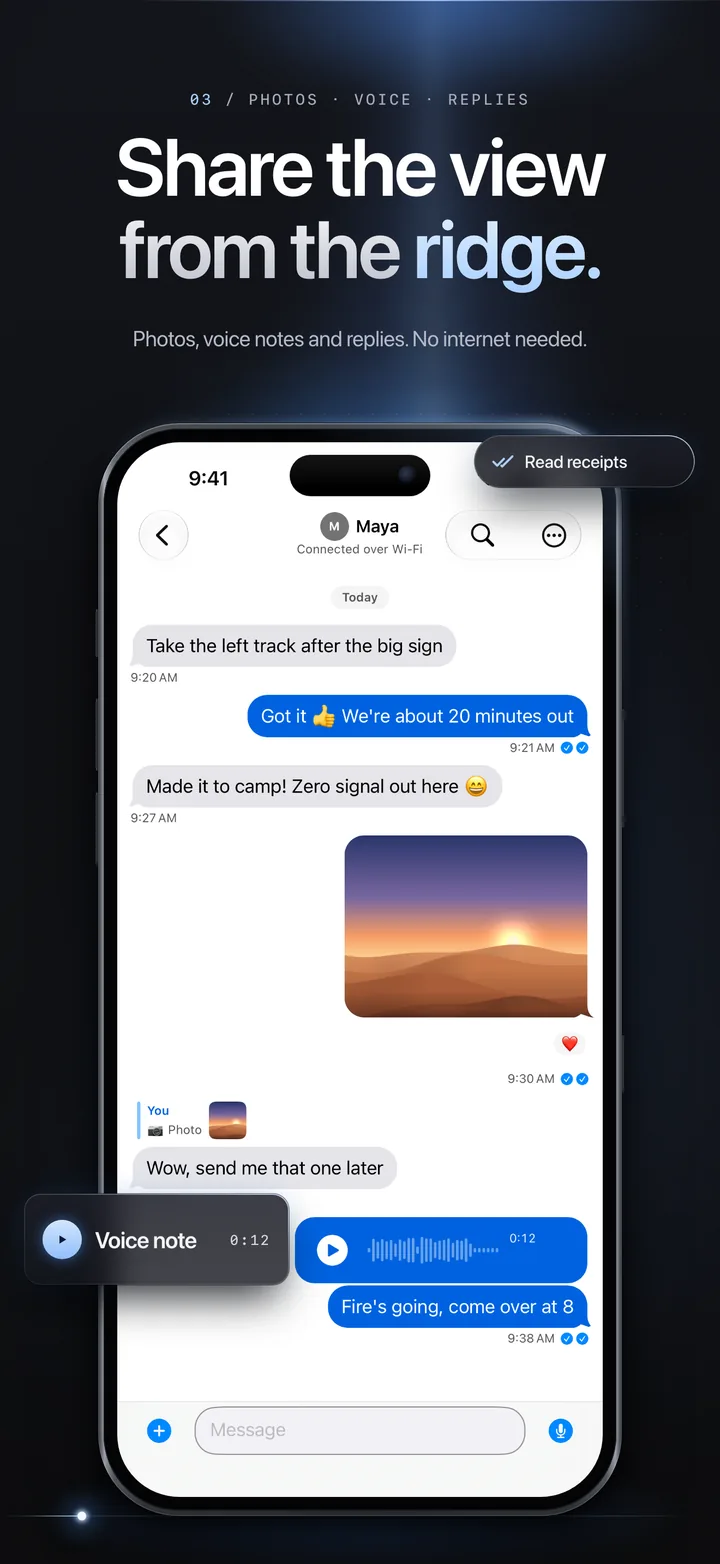 03 / PHOTOS · VOICE · REPLIES
Share the view
from the ridge.
Photos, voice notes and replies. No internet needed.
9:41
Read receipts
M
Maya
Connected over Wi-Fi
Today
Take the left track after the big sign
9:20 AM
Got it 👍 We're about 20 minutes out
9:21 AM
Made it to camp! Zero signal out here 😄
9:27 AM
❤️
9:30 AM
You
📷 Photo
Wow, send me that one later
Voice note 0:12
0:12
Fire's going, come over at 8
9:38 AM
Message